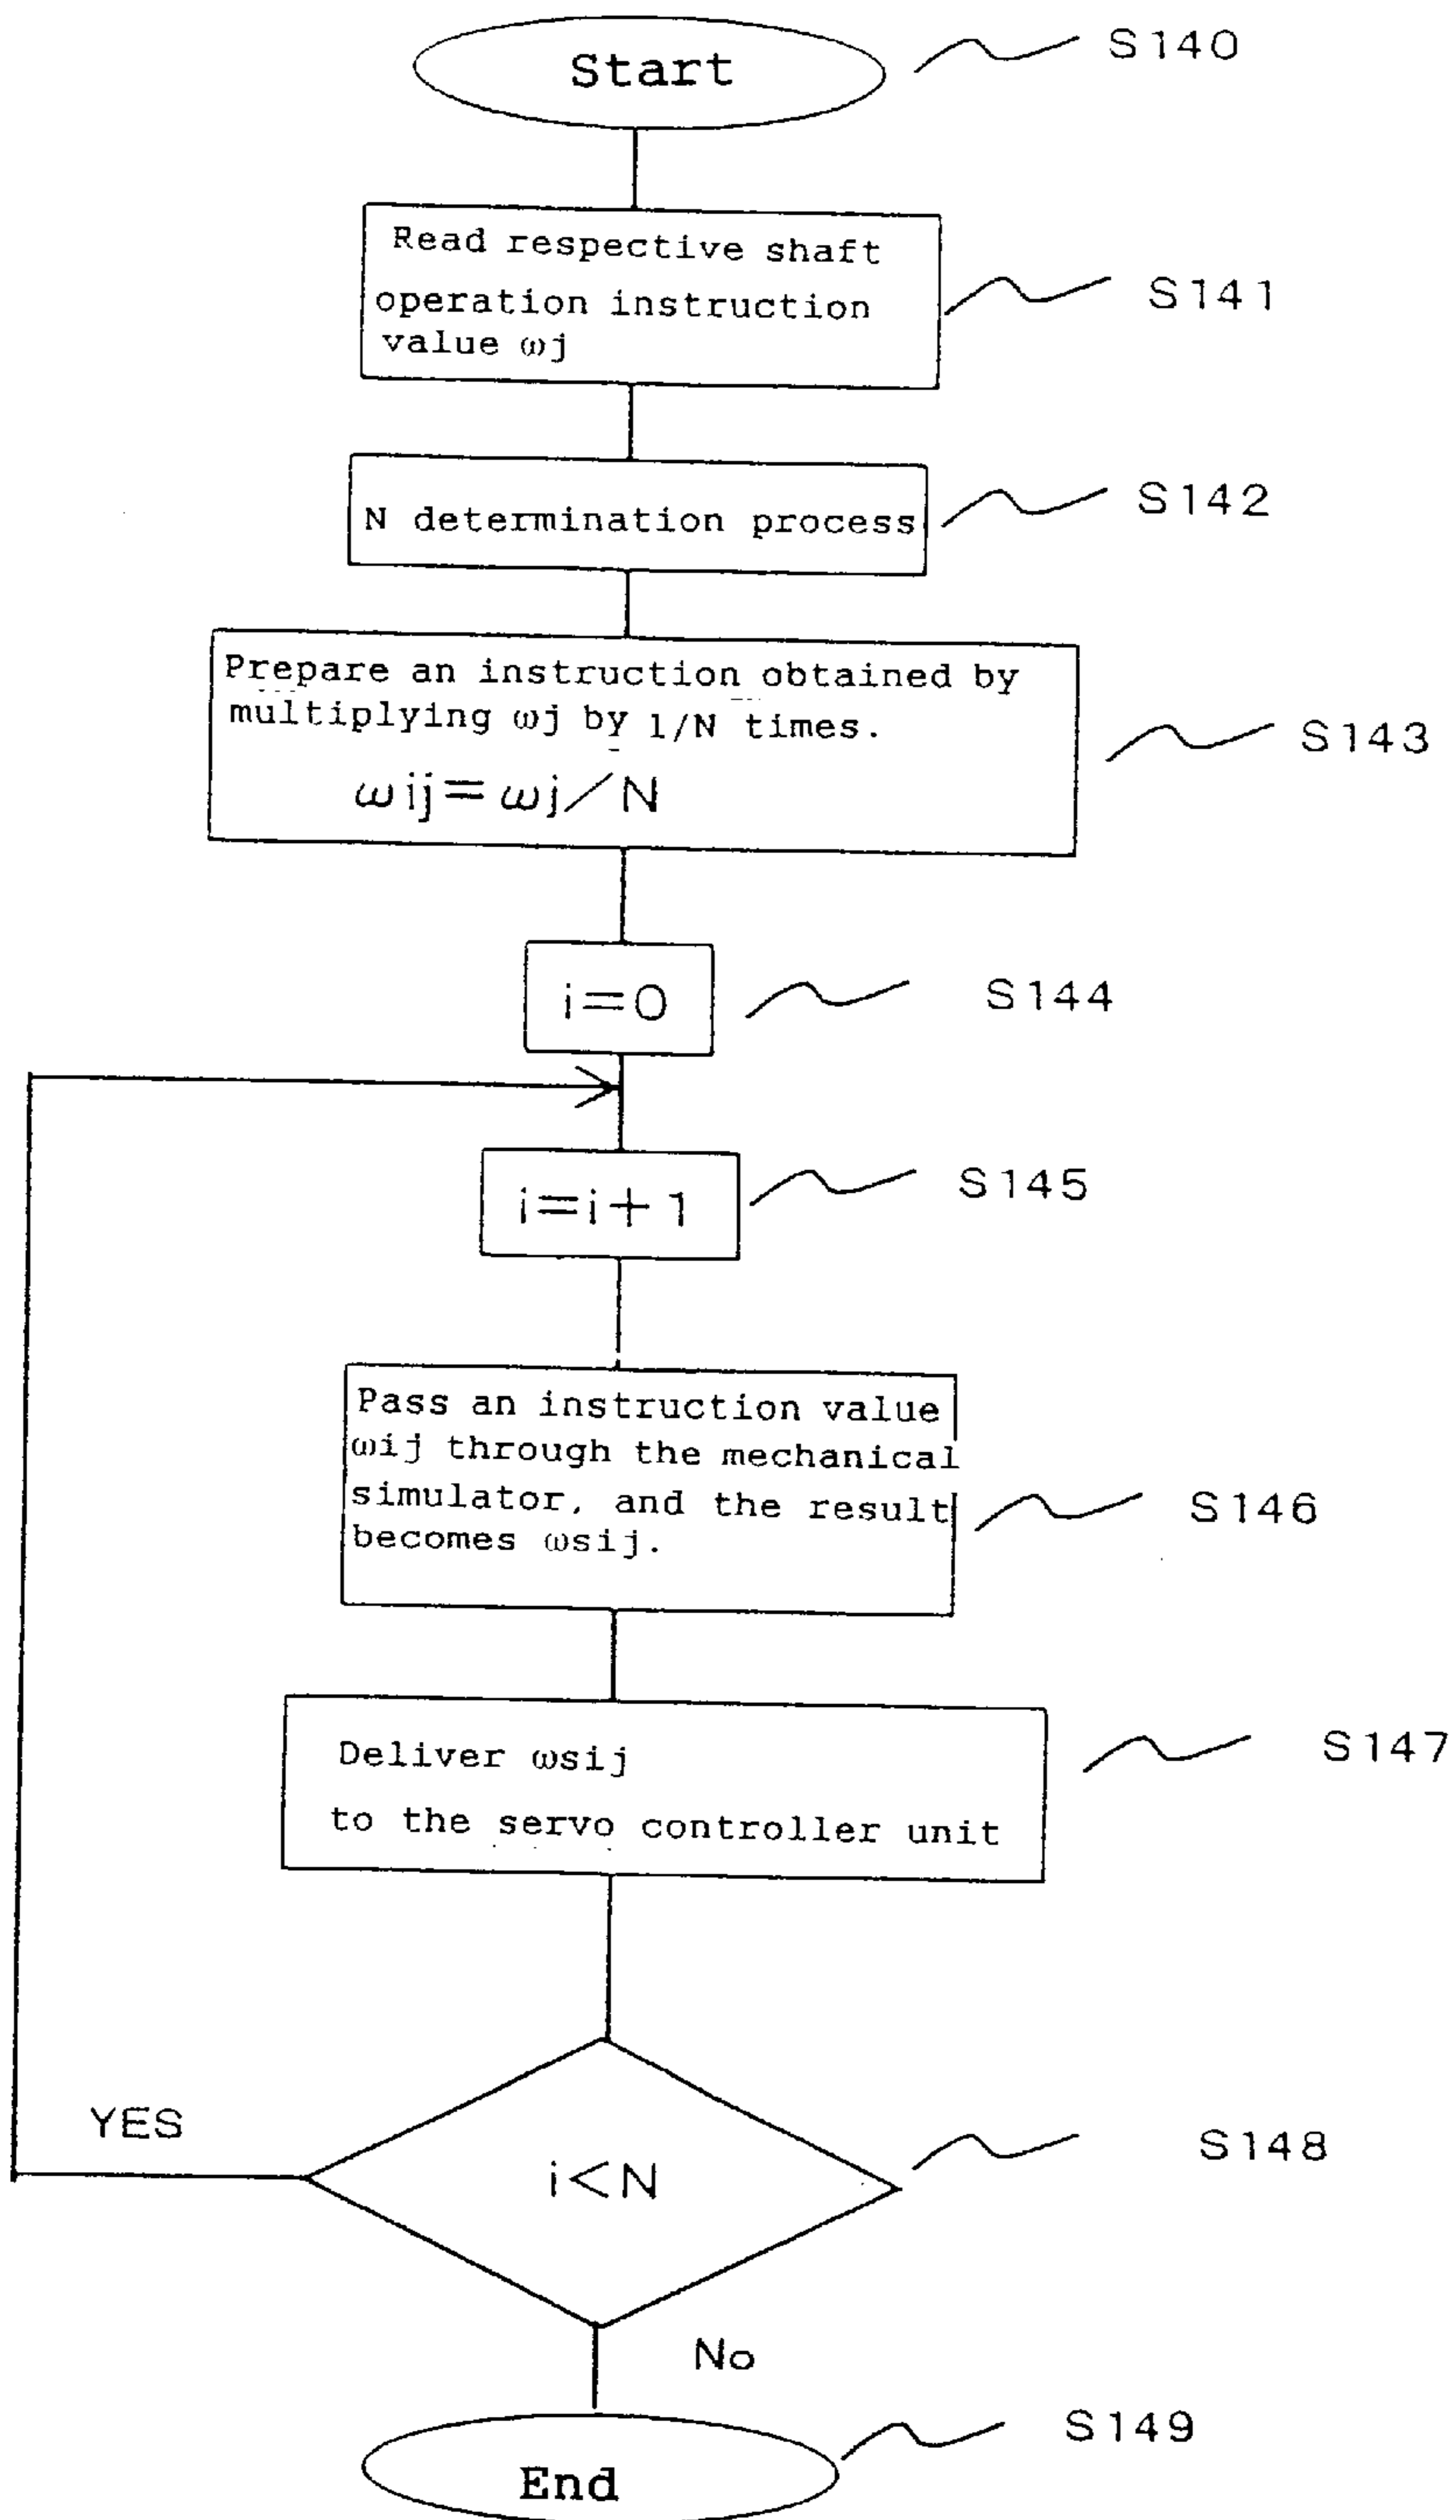 Start
S140
Read respective shaft
operation instruction
value ωj
S141
N determination process
S142
Prepare an instruction obtained by
multiplying ωj by 1/N times.
ωij=ωj/N
S143
i=0
S144
i=i+1
S145
Pass an instruction value
ωij through the mechanical
simulator, and the result
becomes ωsij.
S146
Deliver ωsij
to the servo controller unit
S147
YES
i<N
S148
No
S149
End